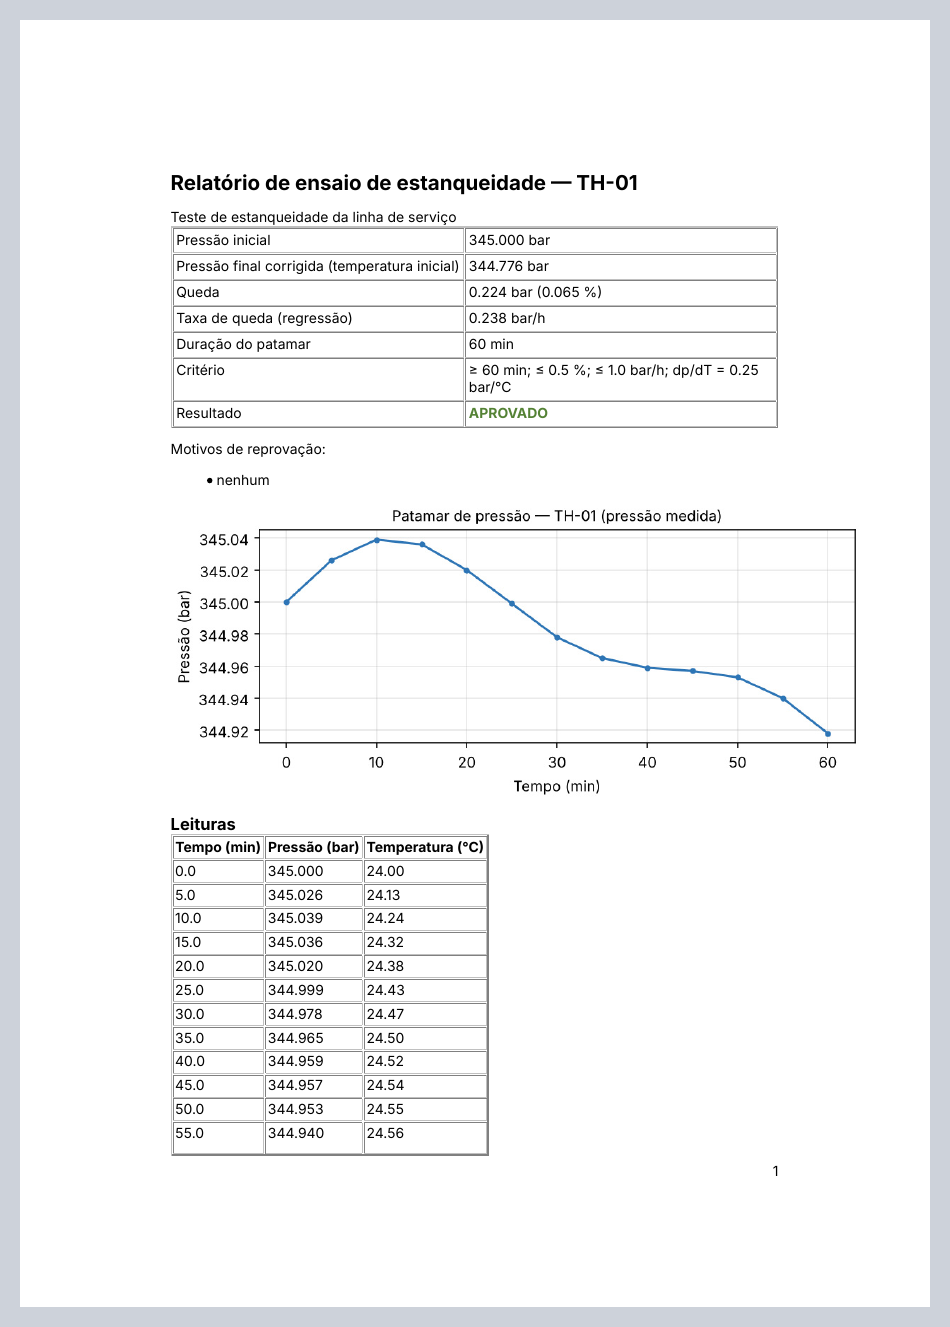 Relatório de ensaio de estanqueidade — TH-01
Teste de estanqueidade da linha de serviço
Pressão inicial 345.000 bar
Pressão final corrigida (temperatura inicial) 344.776 bar
Queda 0.224 bar (0.065 %)
Taxa de queda (regressão) 0.238 bar/h
Duração do patamar 60 min
Critério ≥ 60 min; ≤ 0.5 %; ≤ 1.0 bar/h; dp/dT = 0.25
bar/°C
Resultado APROVADO
Motivos de reprovação:
• nenhum
Patamar de pressão — TH-01 (pressão medida)
345.04
345.02
345.00
344.98
344.96
344.94
344.92
Pressão (bar)
0 10 20 30 40 50 60
Tempo (min)
Leituras
Tempo (min) Pressão (bar) Temperatura (°C)
0.0 345.000 24.00
5.0 345.026 24.13
10.0 345.039 24.24
15.0 345.036 24.32
20.0 345.020 24.38
25.0 344.999 24.43
30.0 344.978 24.47
35.0 344.965 24.50
40.0 344.959 24.52
45.0 344.957 24.54
50.0 344.953 24.55
55.0 344.940 24.56
1